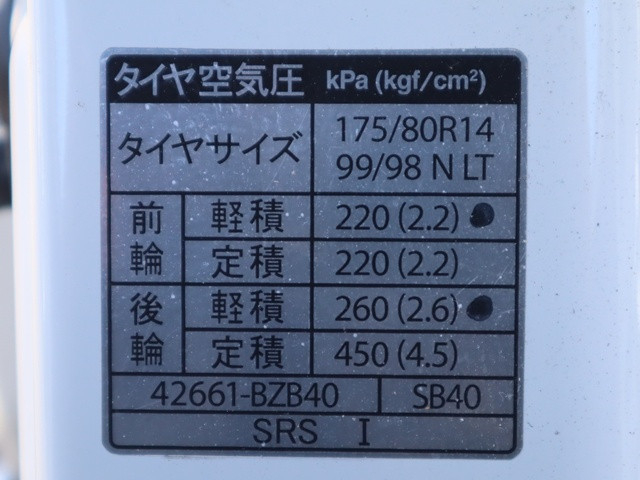 タイヤ空気圧 kPa (kgf/cm²)
タイヤサイズ 175/80R14
99/98 N LT
前輪 軽積 220 (2.2) ●
定積 220 (2.2)
後輪 軽積 260 (2.6) ●
定積 450 (4.5)
42661-BZB40 SB40
SRS I